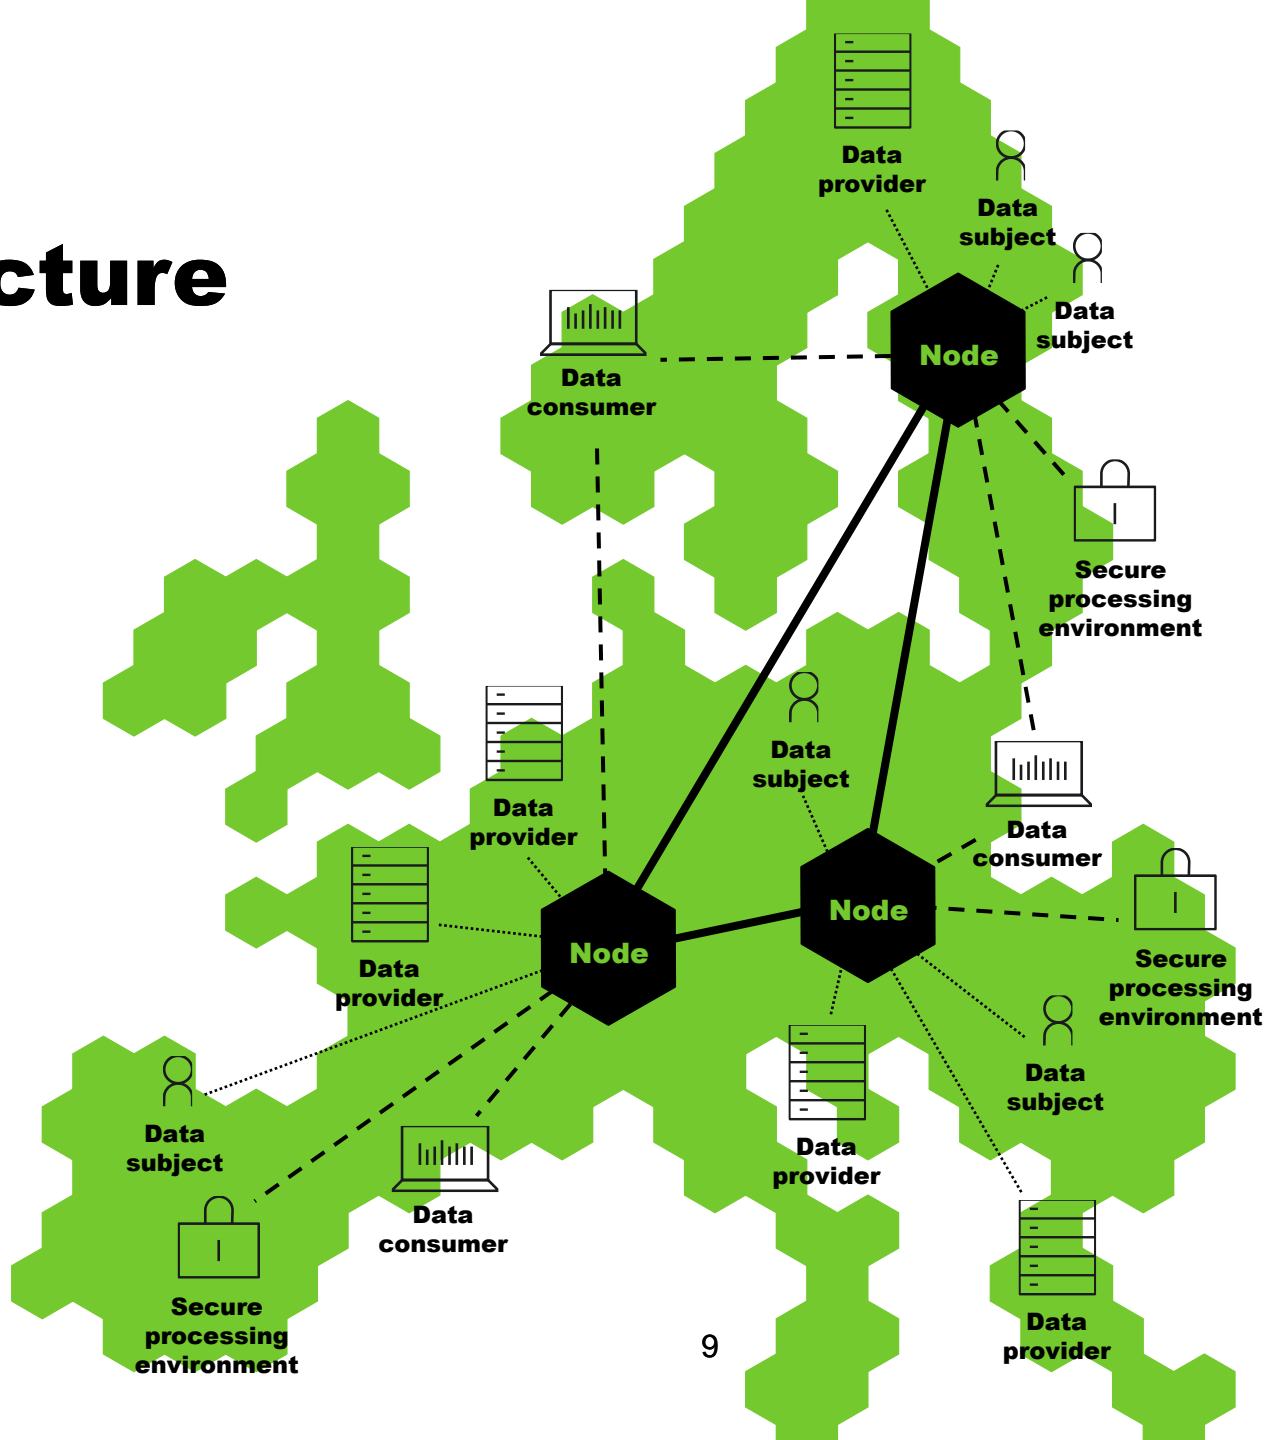 cture
Data
provider
Data
subject
Data
subject
Node
Data
consumer
Secure
processing
environment
Data
subject
Data
provider
Data
consumer
Node
Node
Data
provider
Secure
processing
environment
Data
subject
Data
provider
Data
subject
Data
consumer
Secure
processing
environment
Data
provider
9